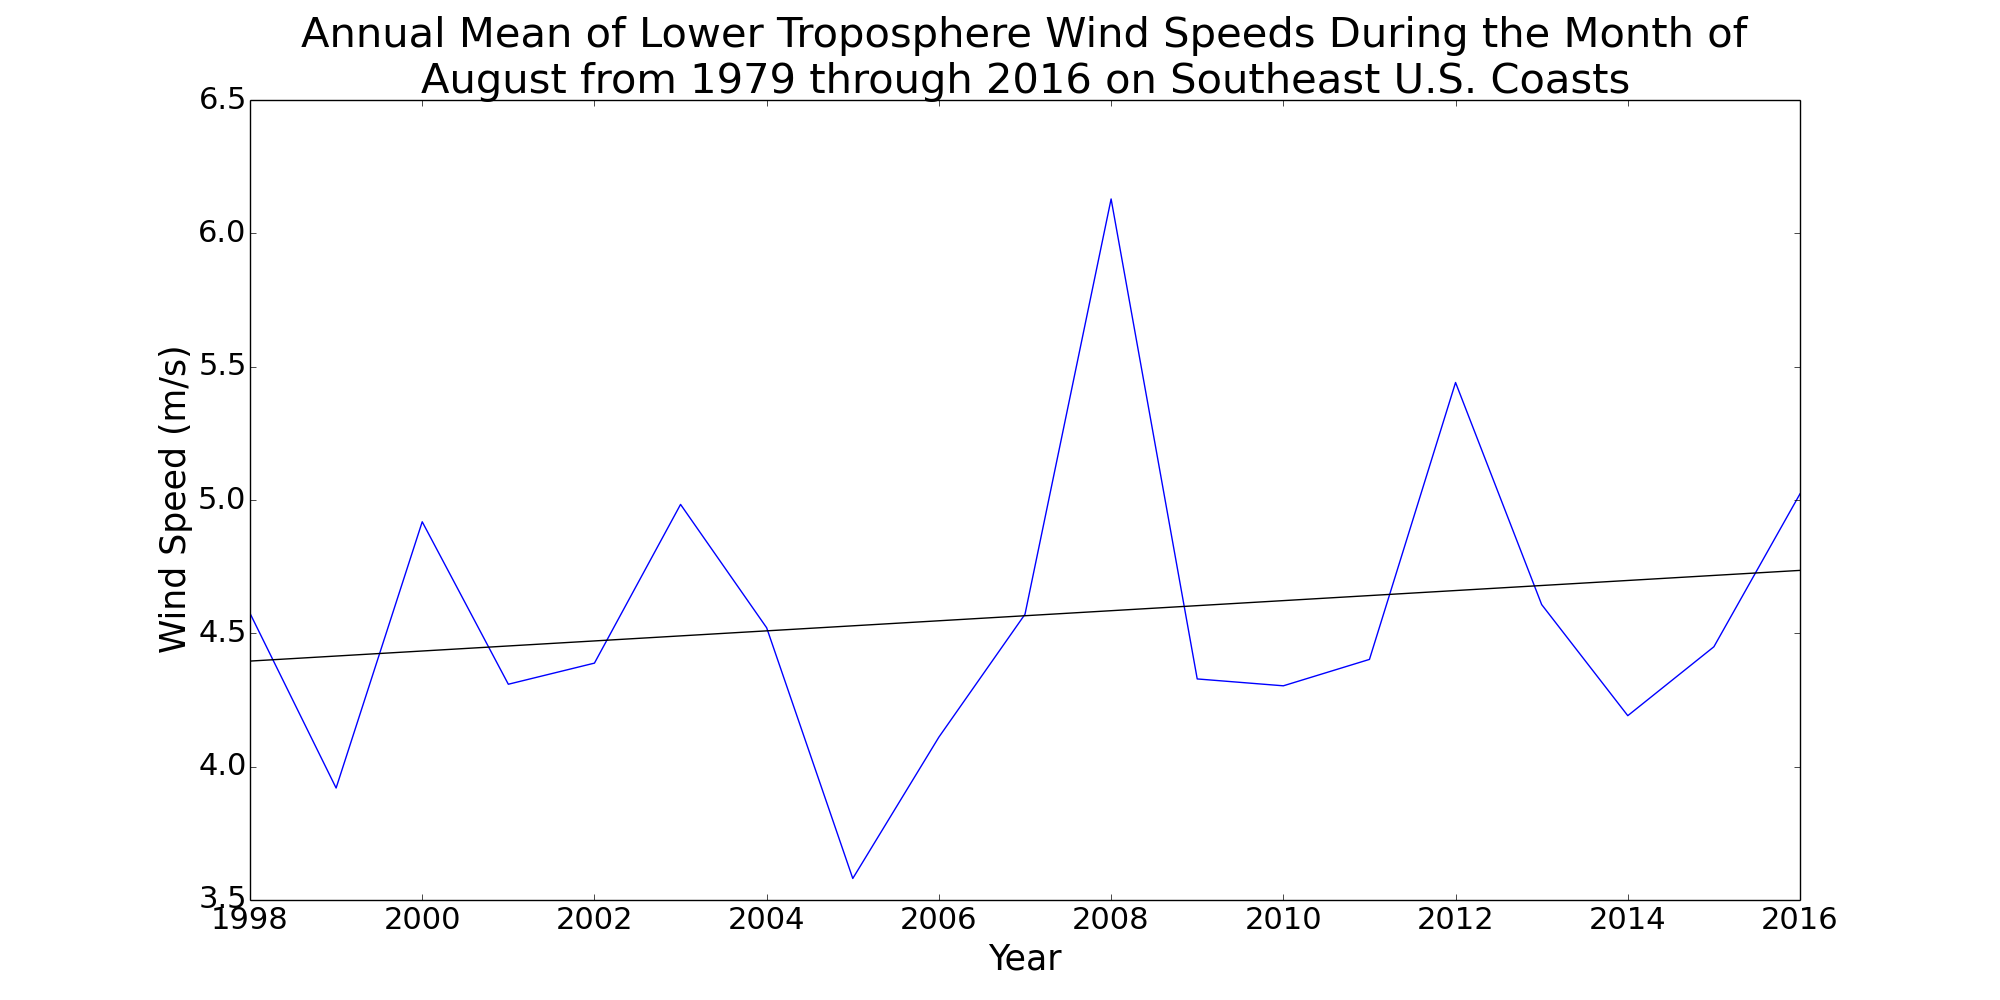 Annual Mean of Lower Troposphere Wind Speeds During the Month of
August from 1979 through 2016 on Southeast U.S. Coasts
6.5
6.0
5.5
5.0
4.5
4.0
3.5
Wind Speed (m/s)
1998 2000 2002 2004 2006 2008 2010 2012 2014 2016
Year